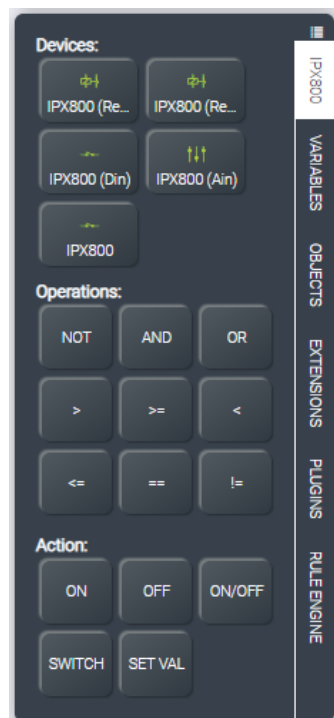 Devices:
IPX800 (Re...
IPX800 (Re...
IPX800 (Din)
IPX800 (Ain)
IPX800
Operations:
NOT
AND
OR
>
>=
<
<=
==
!=
Action:
ON
OFF
ON/OFF
SWITCH
SET VAL
IPX800
VARIABLES
OBJECTS
EXTENSIONS
PLUGINS
RULE ENGINE